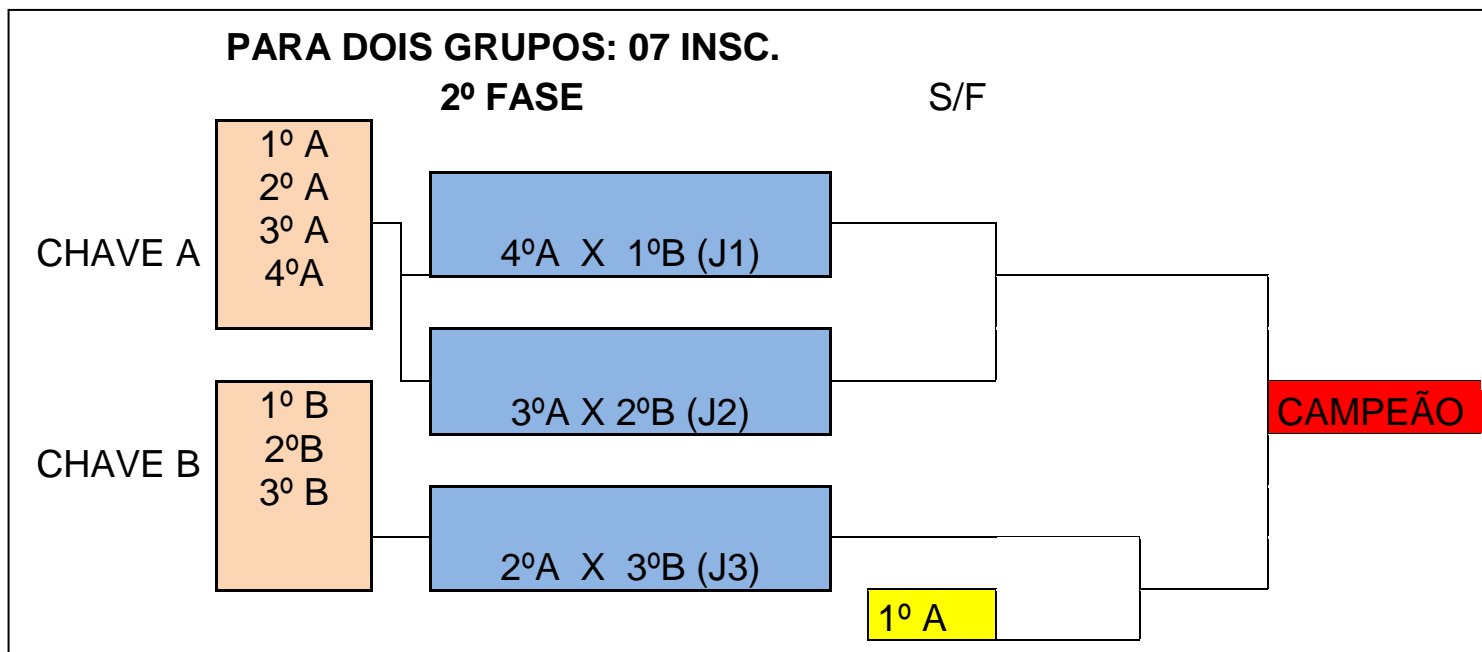 PARA DOIS GRUPOS: 07 INSC.
2º FASE
S/F
CHAVE A
1º A
2º A
3º A
4ºA
4ºA X 1ºB (J1)
3ºA X 2ºB (J2)
CAMPEÃO
CHAVE B
1º B
2ºB
3º B
2ºA X 3ºB (J3)
1º A